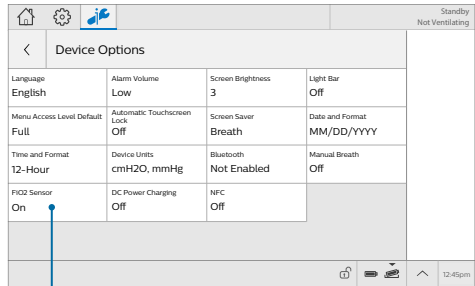 Standby
Not Ventilating
Device Options
Language
English
Alarm Volume
Low
Screen Brightness
3
Light Bar
Off
Menu Access Level Default
Full
Automatic Touchscreen
Lock
Off
Screen Saver
Breath
Date and Format
MM/DD/YYYY
Time and Format
12-Hour
Device Units
cmH2O, mmHg
Bluetooth
Not Enabled
Manual Breath
Off
FiO2 Sensor
On
DC Power Charging
Off
NFC
Off
12:45pm